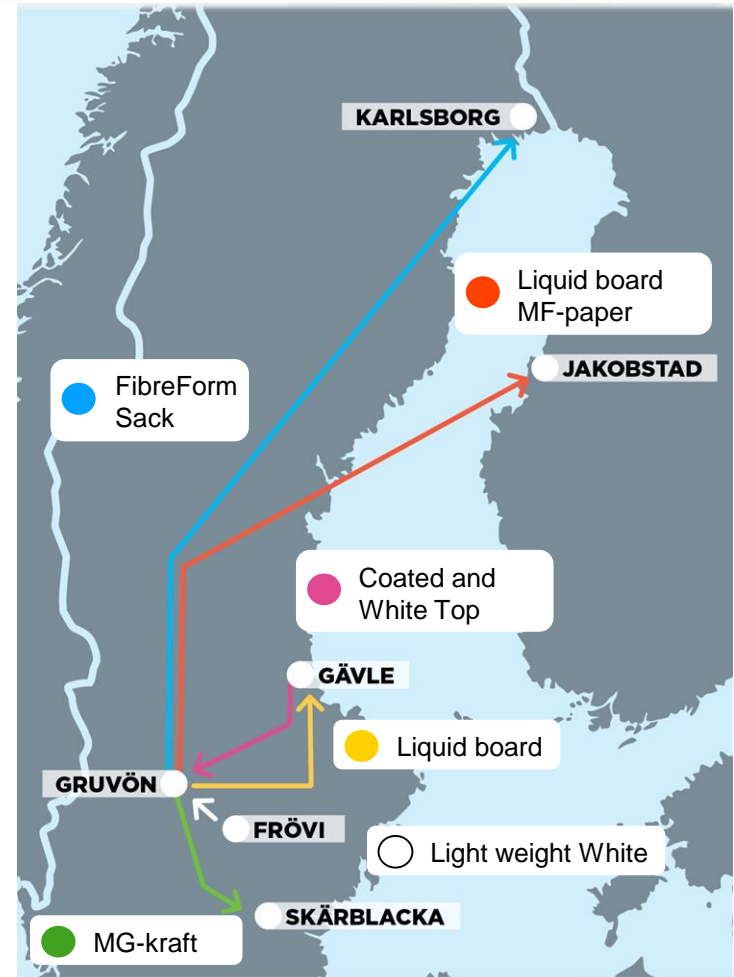 KARLSBORG
Liquid board
MF-paper
JAKOBSTAD
FibreForm
Sack
Coated and
White Top
GÄVLE
Liquid board
GRUVÖN
FRÖVI
Light weight White
SKÄRBLACKA
MG-kraft